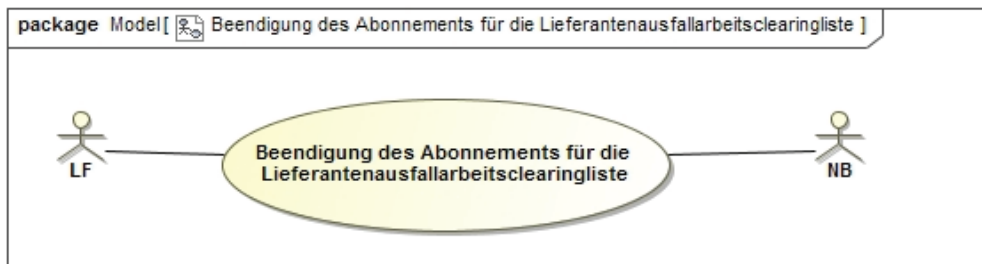 package Model[ Beendigung des Abonnements für die Lieferantenausfallarbeitsclearingliste ]
Beendigung des Abonnements für die
Lieferantenausfallarbeitsclearingliste
LF
NB